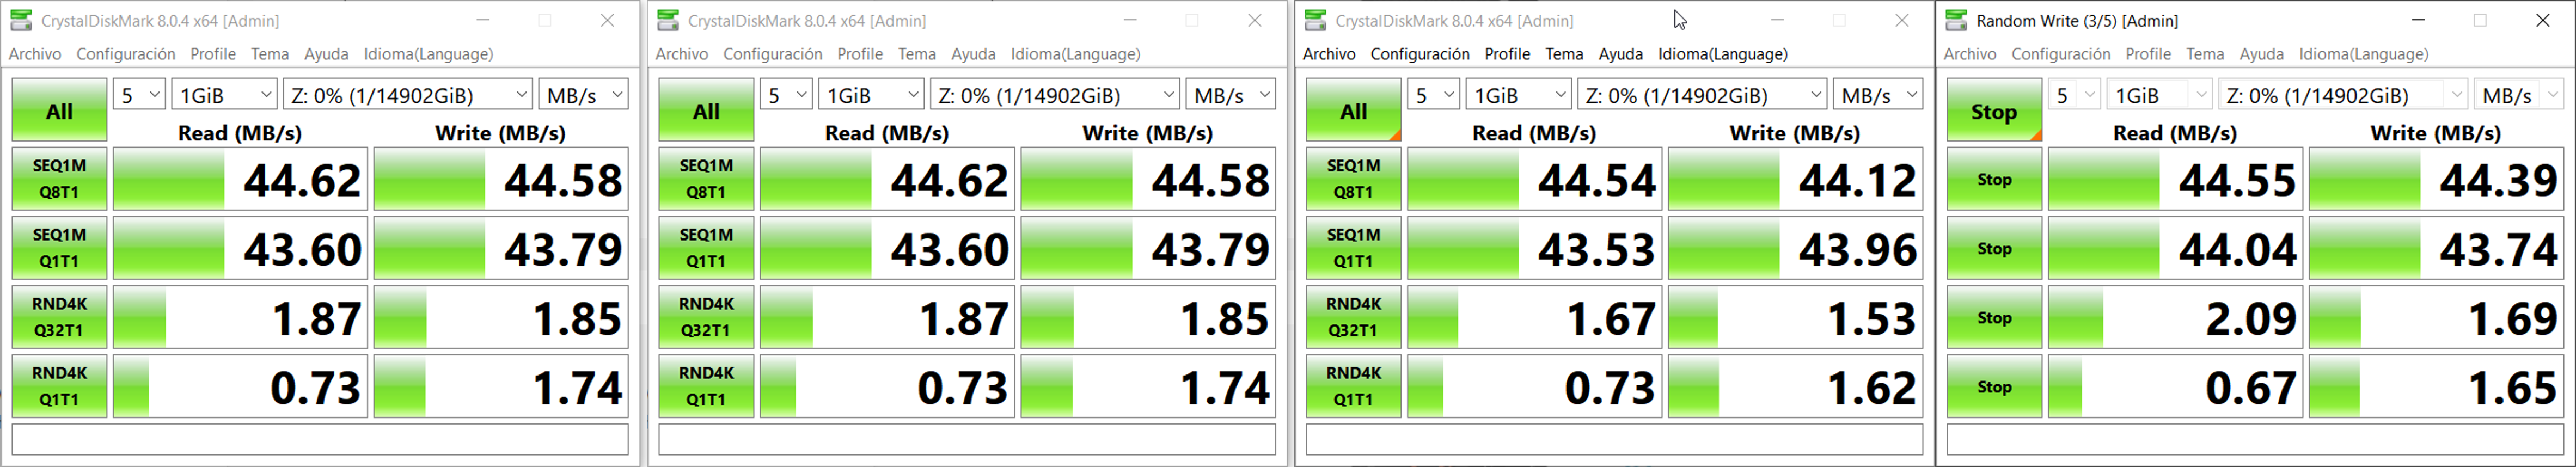 CrystalDiskMark 8.0.4 x64 [Admin]
Archivo Configuración Profile Tema Ayuda Idioma(Language)
All 5 1GiB Z: 0% (1/14902GiB) MB/s
Read (MB/s) Write (MB/s)
SEQ1M Q8T1 44.62 44.58
SEQ1M Q1T1 43.60 43.79
RND4K Q32T1 1.87 1.85
RND4K Q1T1 0.73 1.74
CrystalDiskMark 8.0.4 x64 [Admin]
Archivo Configuración Profile Tema Ayuda Idioma(Language)
All 5 1GiB Z: 0% (1/14902GiB) MB/s
Read (MB/s) Write (MB/s)
SEQ1M Q8T1 44.62 44.58
SEQ1M Q1T1 43.60 43.79
RND4K Q32T1 1.87 1.85
RND4K Q1T1 0.73 1.74
CrystalDiskMark 8.0.4 x64 [Admin]
Archivo Configuración Profile Tema Ayuda Idioma(Language)
All 5 1GiB Z: 0% (1/14902GiB) MB/s
Read (MB/s) Write (MB/s)
SEQ1M Q8T1 44.54 44.12
SEQ1M Q1T1 43.53 43.96
RND4K Q32T1 1.67 1.53
RND4K Q1T1 0.73 1.62
Random Write (3/5) [Admin]
Archivo Configuración Profile Tema Ayuda Idioma(Language)
Stop 5 1GiB Z: 0% (1/14902GiB) MB/s
Read (MB/s) Write (MB/s)
Stop 44.55 44.39
Stop 44.04 43.74
Stop 2.09 1.69
Stop 0.67 1.65